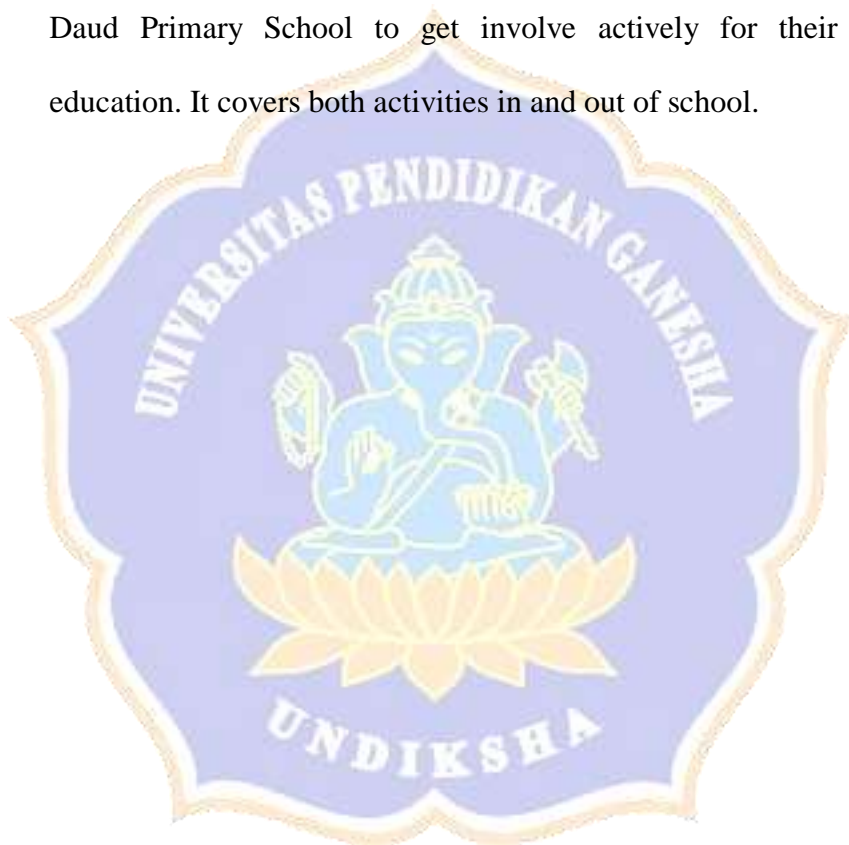 Daud Primary School to get involve actively for their
education. It covers both activities in and out of school.
UNIVERSITAS PENDIDIKAN GANESHA
UNDIKSHA